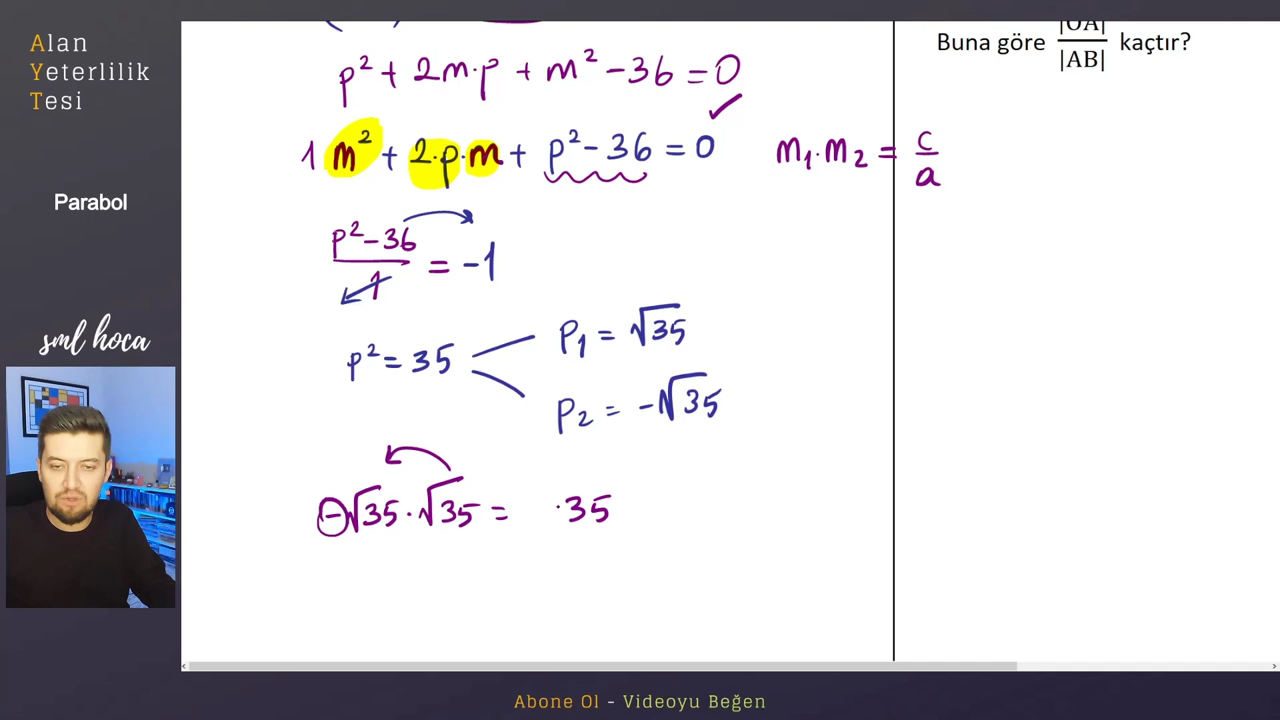 Alan
Yeterlilik
Tesi
Parabol
sml hoca
p² + 2m·p + m² - 36 = 0
1 m² + 2·p·m + p² - 36 = 0
m₁·m₂ = c/a
(p² - 36)/1 = -1
p² = 35
p₁ = √35
p₂ = -√35
-√35·√35 = ·35
Buna göre |OA|/|AB| kaçtır?
Abone Ol - Videoyu Beğen